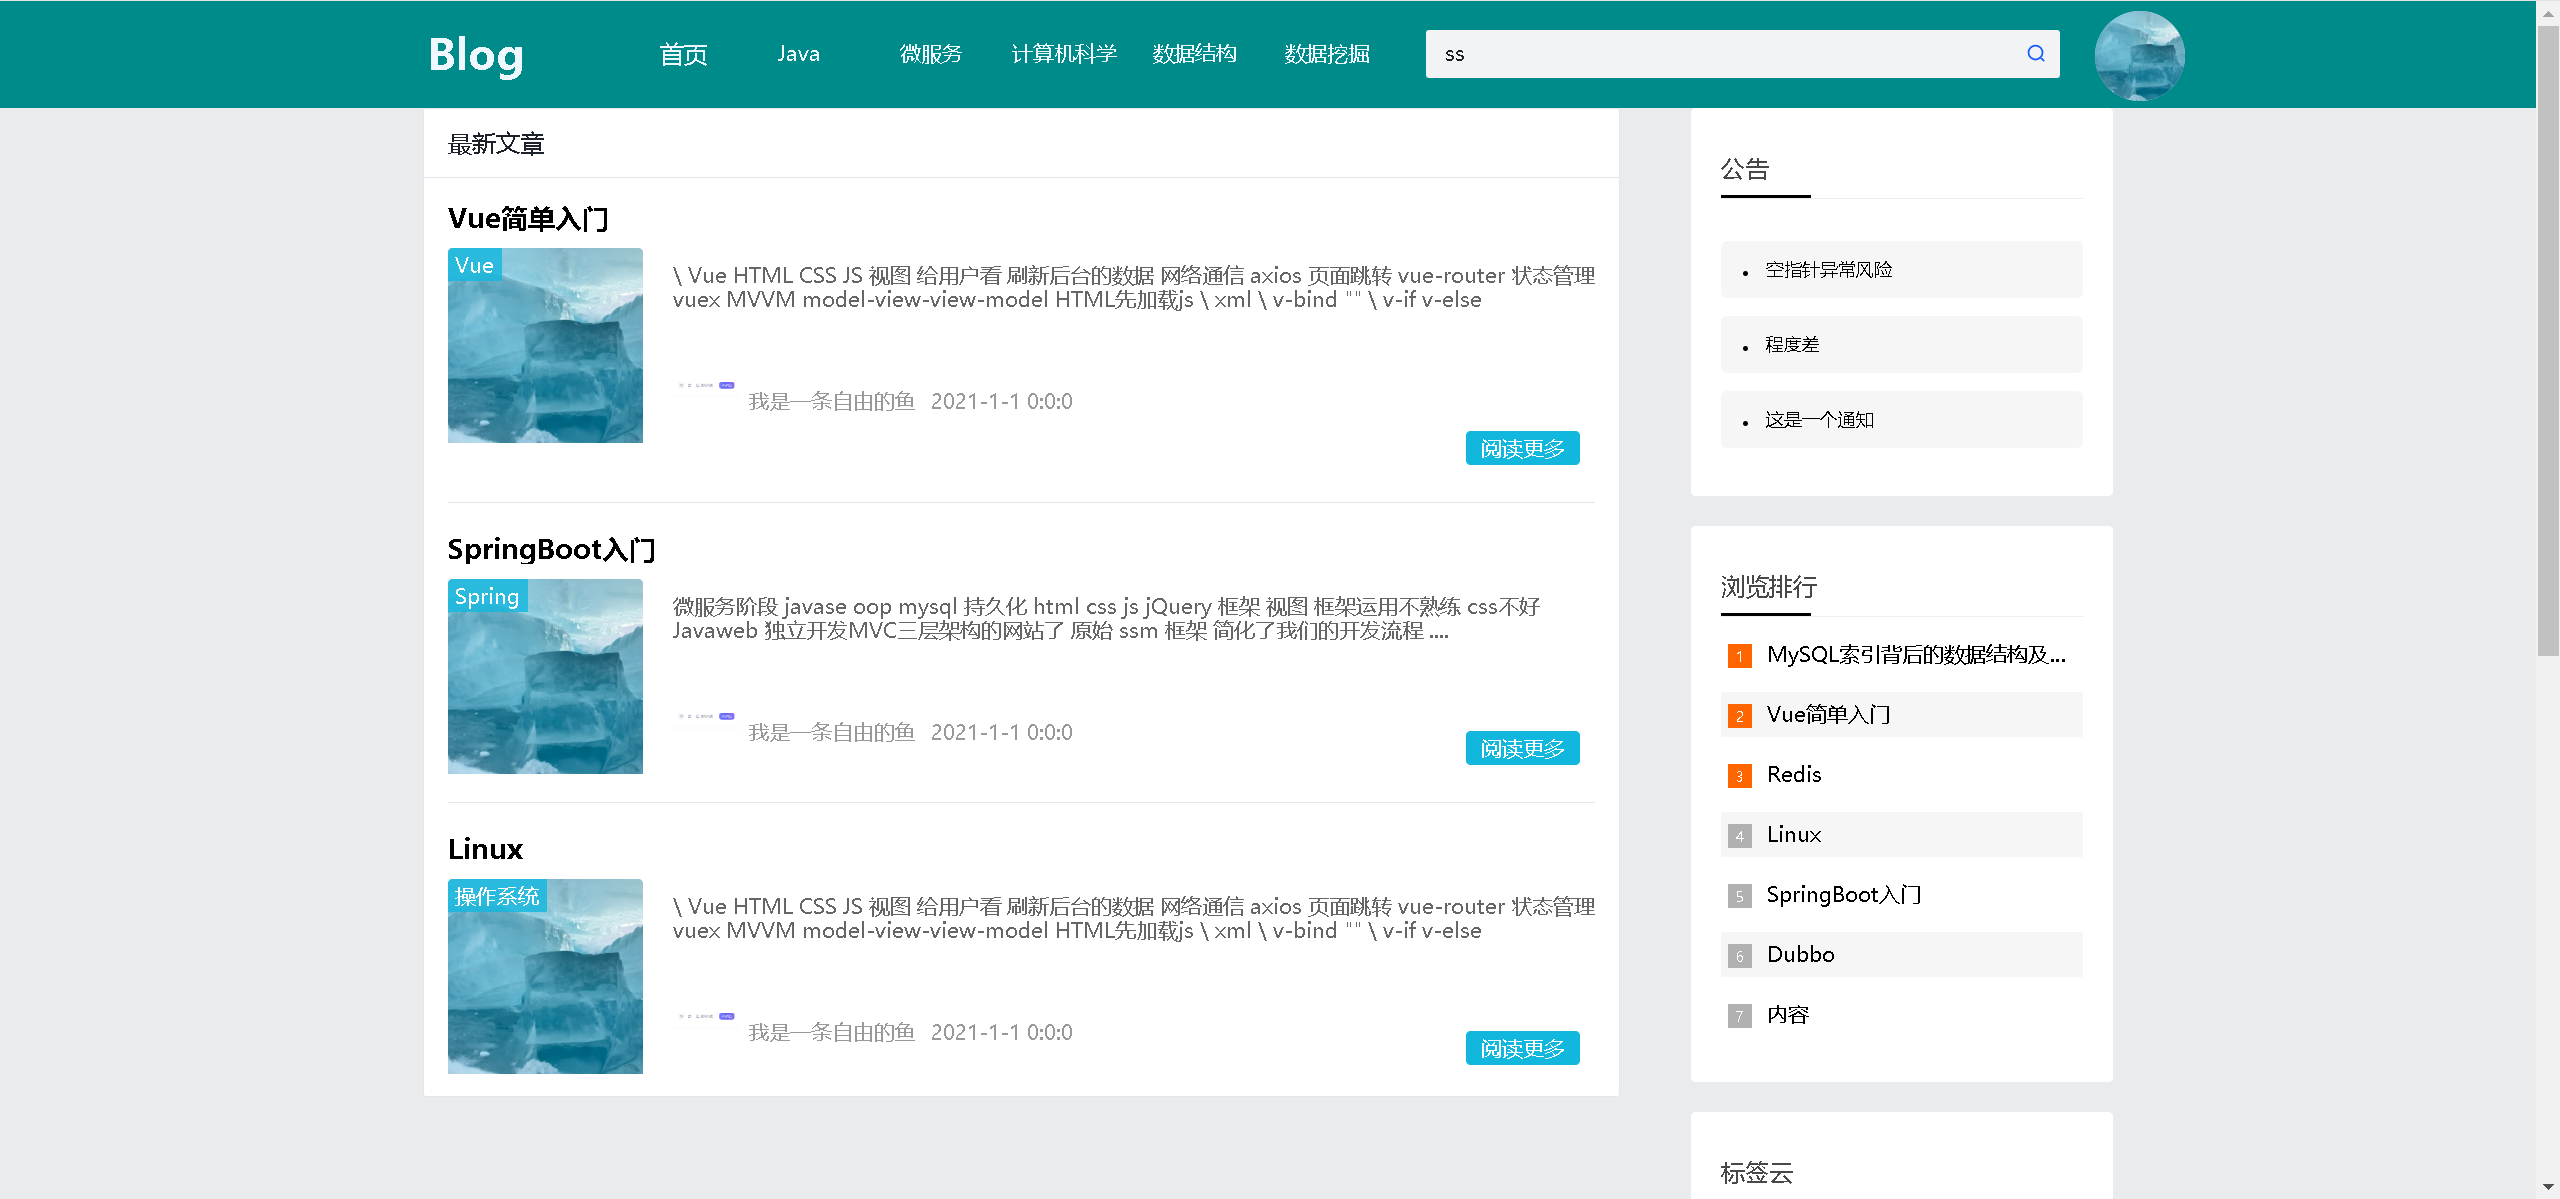 Blog
首页
Java
微服务
计算机科学
数据结构
数据挖掘
ss
最新文章
Vue简单入门
Vue
\ Vue HTML CSS JS 视图 给用户看 刷新后台的数据 网络通信 axios 页面跳转 vue-router 状态管理
vuex MVVM model-view-view-model HTML先加载js \ xml \ v-bind "" \ v-if v-else
我是一条自由的鱼 2021-1-1 0:0:0
阅读更多
SpringBoot入门
Spring
微服务阶段 javase oop mysql 持久化 html css js jQuery 框架 视图 框架运用不熟练 css不好
Javaweb 独立开发MVC三层架构的网站了 原始 ssm 框架 简化了我们的开发流程 ....
我是一条自由的鱼 2021-1-1 0:0:0
阅读更多
Linux
操作系统
\ Vue HTML CSS JS 视图 给用户看 刷新后台的数据 网络通信 axios 页面跳转 vue-router 状态管理
vuex MVVM model-view-view-model HTML先加载js \ xml \ v-bind "" \ v-if v-else
我是一条自由的鱼 2021-1-1 0:0:0
阅读更多
公告
• 空指针异常风险
• 程度差
• 这是一个通知
浏览排行
1 MySQL索引背后的数据结构及...
2 Vue简单入门
3 Redis
4 Linux
5 SpringBoot入门
6 Dubbo
7 内容
标签云